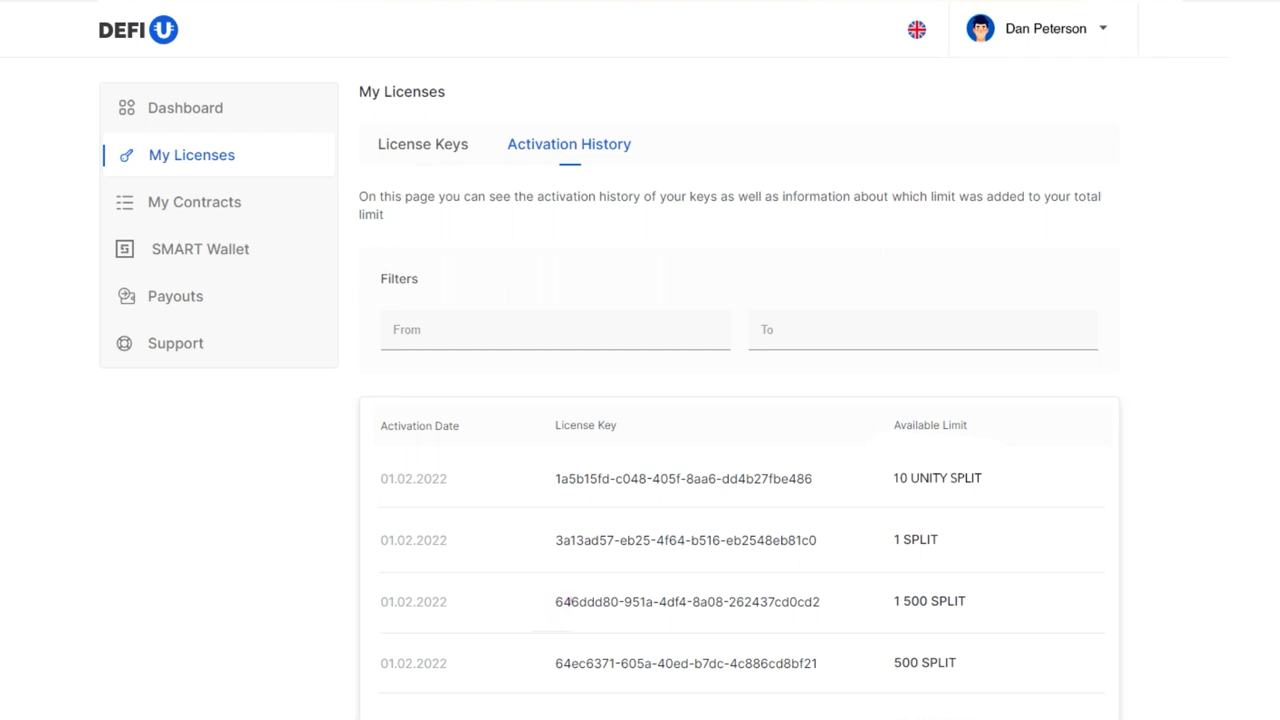 DEFI U
Dan Peterson
My Licenses
Dashboard
License Keys
Activation History
My Licenses
On this page you can see the activation history of your keys as well as information about which limit was added to your total
limit
My Contracts
SMART Wallet
Filters
Payouts
From
To
Support
Activation Date
License Key
Available Limit
01.02.2022
1a5b15fd-c048-405f-8aa6-dd4b27fbe486
10 UNITY SPLIT
01.02.2022
3a13ad57-eb25-4f64-b516-eb2548eb81c0
1 SPLIT
01.02.2022
646ddd80-951a-4df4-8a08-262437cd0cd2
1 500 SPLIT
01.02.2022
64ec6371-605a-40ed-b7dc-4c886cd8bf21
500 SPLIT